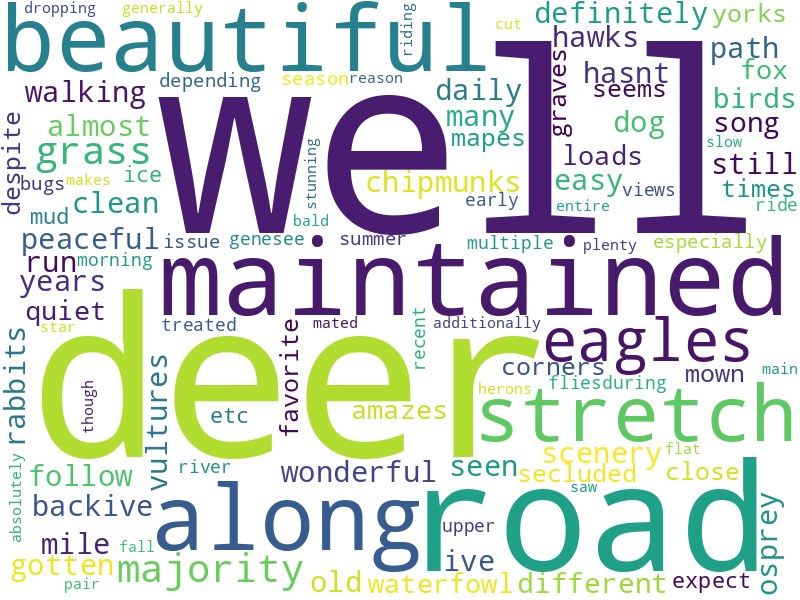 dropping generally
beautiful
riding
cut
definitely yorks
well
hawks
path
graves
hasnt
fox
walking
depending season reason
daily
seems
birds
despite
almost
many
dog
song
grass
mapes
loads
slow
still
bugs makes ice
stunning
chipmunks
easy views
times
clean
early
entire
ride
mud
bald
peaceful issue genesee summer
multiple plenty especially
run morning
maintained
years
quiet
deer
treated
favorite
mated
recent
additionally
eagles
star
rabbits
though
vultures
corners
mown
main
etc
amazes
fliesduring
herons
stretch
absolutely
follow
river
wonderful
seen
scenery
secluded
close
flat
backive
along
road
saw
osprey
mile
upper
live
gotten
fall
majority
pair
old waterfowl different expect